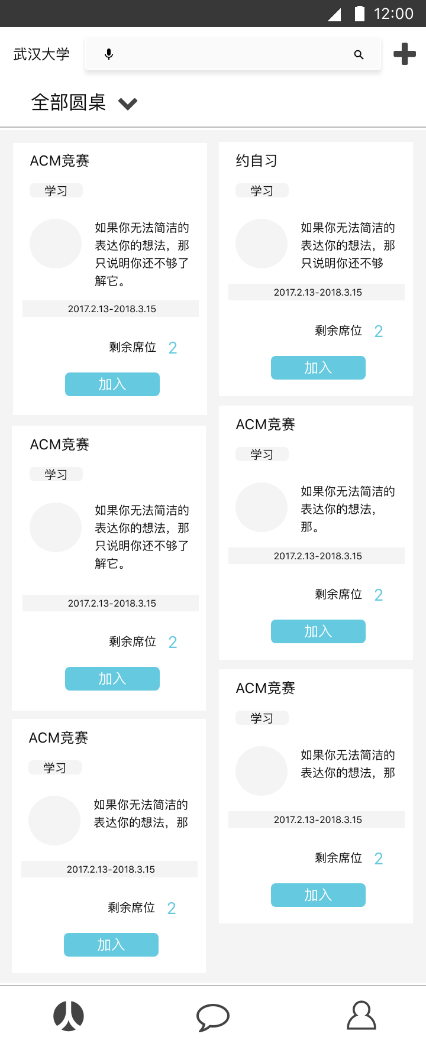 12:00
武汉大学
全部圆桌
ACM竞赛
学习
如果你无法简洁的
表达你的想法，那
只说明你还不够了
解它。
2017.2.13-2018.3.15
剩余席位 2
加入
约自习
学习
如果你无法简洁的
表达你的想法，那
只说明你还不够
2017.2.13-2018.3.15
剩余席位 2
加入
ACM竞赛
学习
如果你无法简洁的
表达你的想法，那
只说明你还不够了
解它。
2017.2.13-2018.3.15
剩余席位 2
加入
ACM竞赛
学习
如果你无法简洁的
表达你的想法，
那。
2017.2.13-2018.3.15
剩余席位 2
加入
ACM竞赛
学习
如果你无法简洁的
表达你的想法，那
2017.2.13-2018.3.15
剩余席位 2
加入
ACM竞赛
学习
如果你无法简洁的
表达你的想法，那
2017.2.13-2018.3.15
剩余席位 2
加入